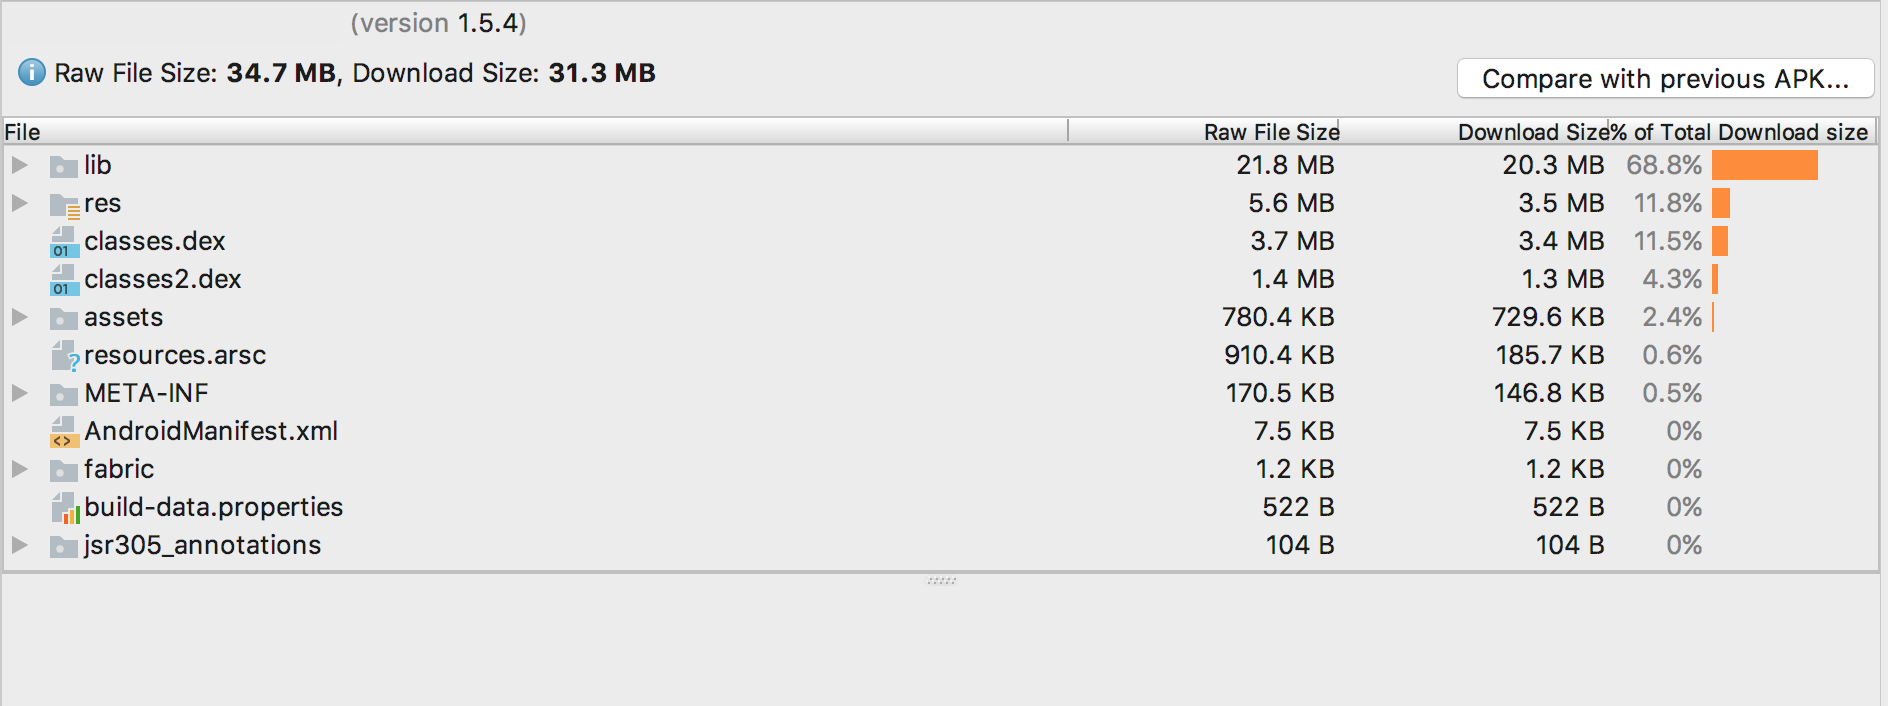 (version 1.5.4)
Raw File Size: 34.7 MB, Download Size: 31.3 MB
Compare with previous APK...
File Raw File Size Download Size % of Total Download size
lib 21.8 MB 20.3 MB 68.8%
res 5.6 MB 3.5 MB 11.8%
01 classes.dex 3.7 MB 3.4 MB 11.5%
01 classes2.dex 1.4 MB 1.3 MB 4.3%
assets 780.4 KB 729.6 KB 2.4%
resources.arsc 910.4 KB 185.7 KB 0.6%
META-INF 170.5 KB 146.8 KB 0.5%
AndroidManifest.xml 7.5 KB 7.5 KB 0%
fabric 1.2 KB 1.2 KB 0%
build-data.properties 522 B 522 B 0%
jsr305_annotations 104 B 104 B 0%